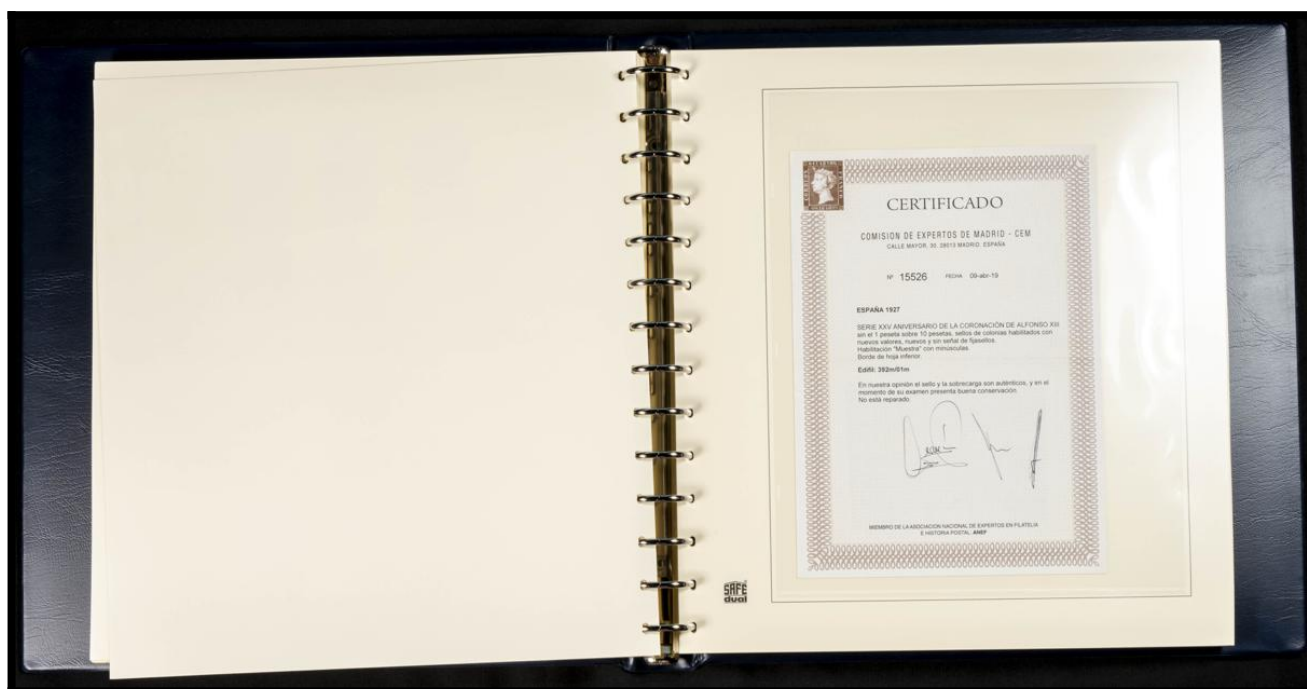 CERTIFICADO
COMISION DE EXPERTOS DE MADRID - CEM
CALLE MAYOR, 30. 28013 MADRID. ESPAÑA
Nº 15526 FECHA 09-abr-19
ESPAÑA 1927
SERIE XXV ANIVERSARIO DE LA CORONACIÓN DE ALFONSO XIII
sin el 1 peseta sobre 10 pesetas, sellos de colonias habilitados con
nuevos valores, nuevos y sin señal de fijasellos.
Habilitación "Muestra" con minúsculas.
Borde de hoja inferior.
Edifil: 392m/01m
En nuestra opinión el sello y la sobrecarga son auténticos, y en el
momento de su examen presenta buena conservación.
No está reparado.
MIEMBRO DE LA ASOCIACIÓN NACIONAL DE EXPERTOS EN FILATELIA
E HISTORIA POSTAL. ANEF
SAFE
dual